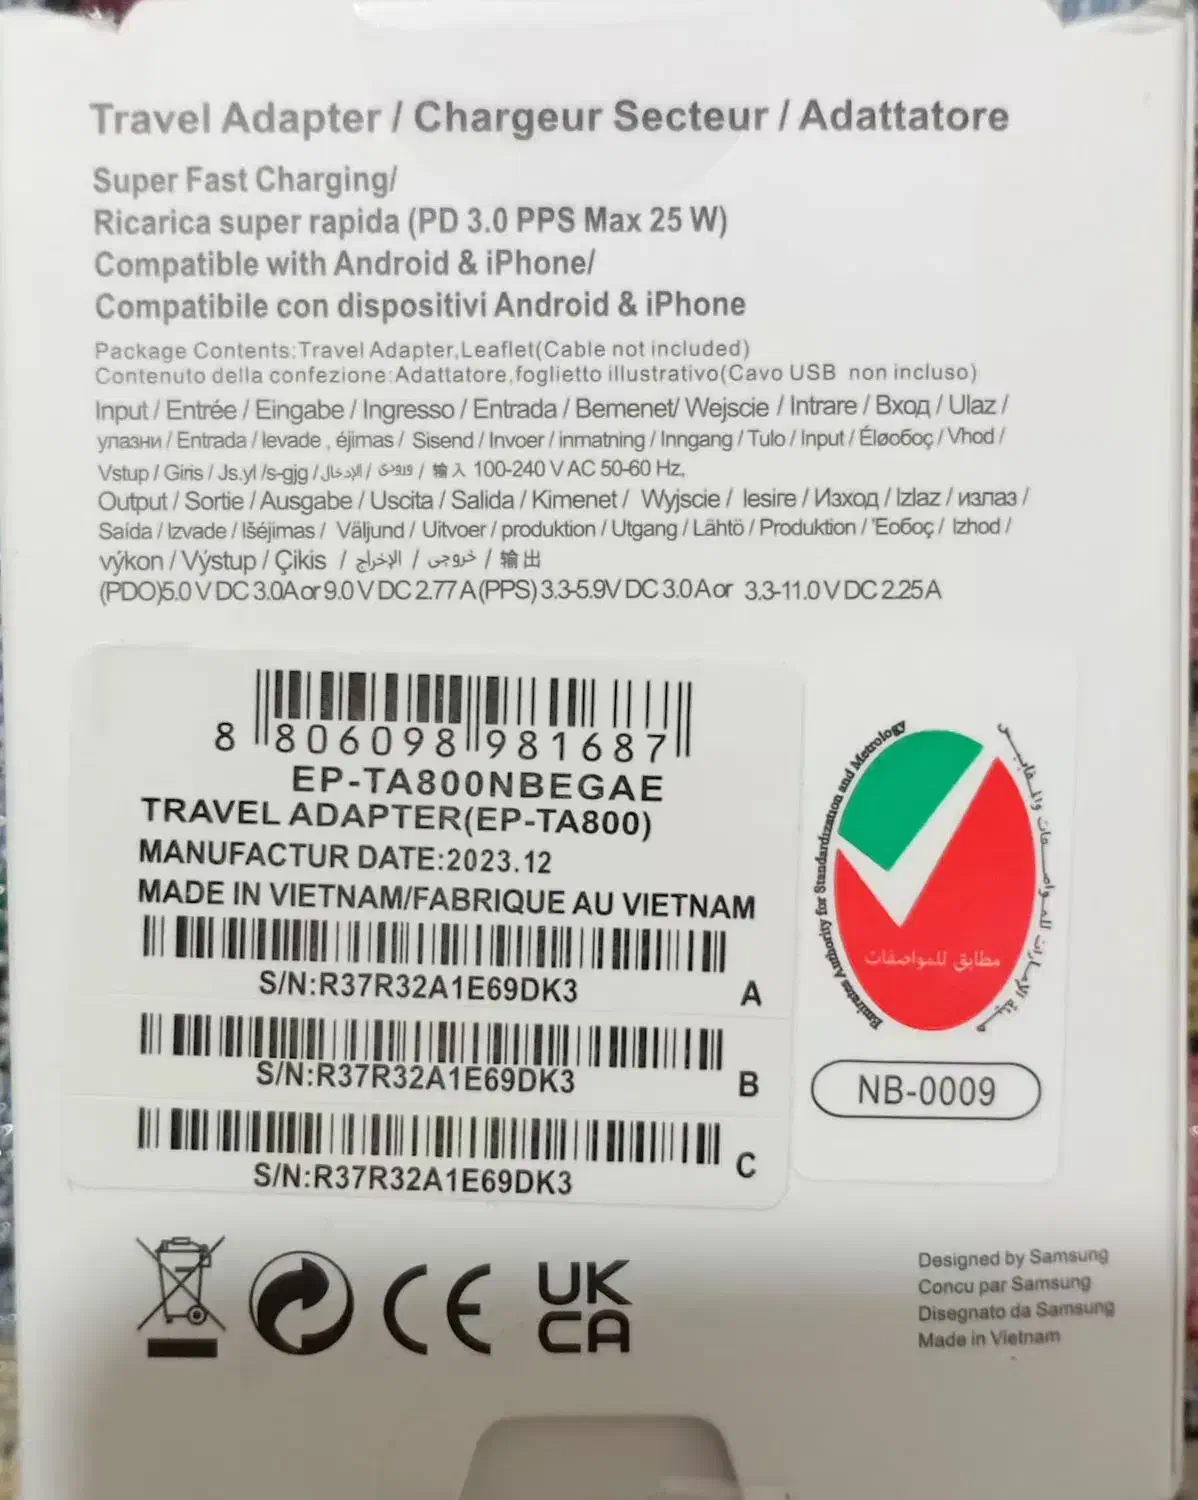 Travel Adapter / Chargeur Secteur / Adattatore
Super Fast Charging/
Ricarica super rapida (PD 3.0 PPS Max 25 W)
Compatible with Android & iPhone/
Compatibile con dispositivi Android & iPhone
Package Contents:Travel Adapter,Leaflet(Cable not included)
Contenuto della confezione:Adattatore,foglietto illustrativo(Cavo USB non incluso)
Input / Entrée / Eingabe / Ingresso / Entrada / Bemenet/ Wejscie / Intrare / Вход / Ulaz /
улазни / Entrada / Ievade , éjimas / Sisend / Invoer / inmatning / Inngang / Tulo / Input / Éløoбoς / Vhod /
Vstup / Giris / Js.yl /s-gjg / الإدخال / ورودی / 输入 100-240 V AC 50-60 Hz,
Output / Sortie / Ausgabe / Uscita / Salida / Kimenet / Wyjscie / Iesire / Изход / Izlaz / излаз /
Saída / Izvade / Išéjimas / Väljund / Uitvoer / produktion / Utgang / Lähtö / Produktion / 'Eoбoς / Izhod /
výkon / Výstup / Çikis / الإخراج / خروجی / 输出
(PDO)5.0 V DC 3.0A or 9.0 V DC 2.77 A (PPS) 3.3-5.9V DC 3.0A or 3.3-11.0 V DC 2.25 A
8 806098 981687
EP-TA800NBEGAE
TRAVEL ADAPTER(EP-TA800)
MANUFACTUR DATE:2023.12
MADE IN VIETNAM/FABRIQUE AU VIETNAM
S/N:R37R32A1E69DK3
A
S/N:R37R32A1E69DK3
B
S/N:R37R32A1E69DK3
C
Emirates Authority for Standardization and Metrology
هيئة الإمارات للمواصفات والمقاييس
مطابق للمواصفات
NB-0009
CE
UK
CA
Designed by Samsung
Concu par Samsung
Disegnato da Samsung
Made in Vietnam